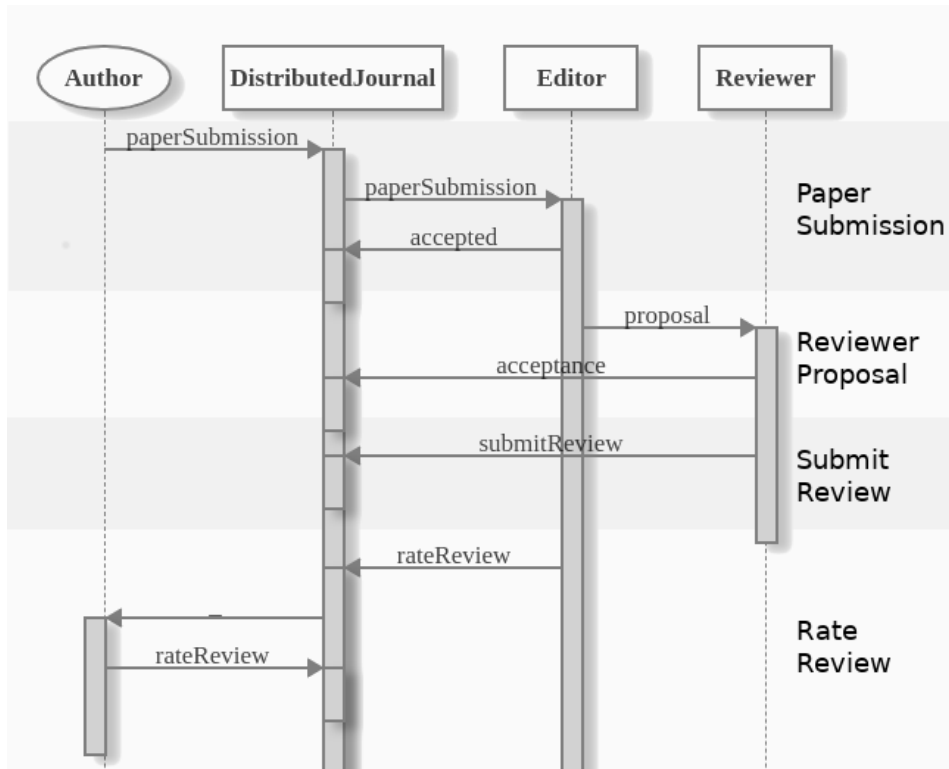 Author
DistributedJournal
Editor
Reviewer
paperSubmission
paperSubmission
accepted
Paper
Submission
proposal
acceptance
Reviewer
Proposal
submitReview
Submit
Review
rateReview
–
rateReview
Rate
Review